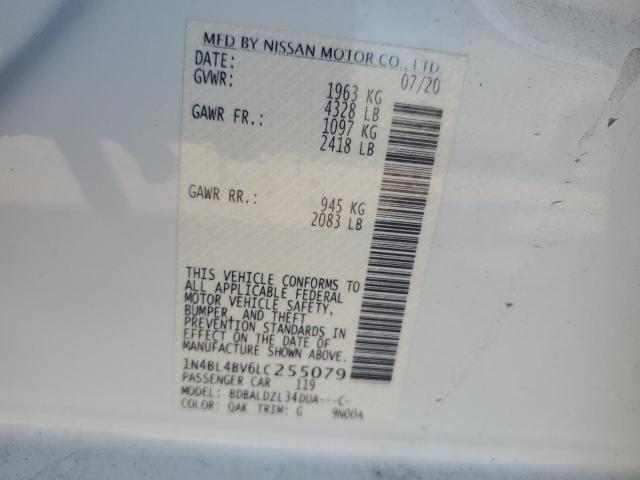 MFD BY NISSAN MOTOR CO., LTD
DATE: 07/20
GVWR: 1963 KG
4328 LB
GAWR FR.: 1097 KG
2418 LB
GAWR RR.: 945 KG
2083 LB
THIS VEHICLE CONFORMS TO
ALL APPLICABLE FEDERAL
MOTOR VEHICLE SAFETY,
BUMPER, AND THEFT
PREVENTION STANDARDS IN
EFFECT ON THE DATE OF
MANUFACTURE SHOWN ABOVE.
1N4BL4BV6LC255079
PASSENGER CAR 119
MODEL: BDBALDZL34DUA---C-
COLOR: QAK TRIM: G 9N00A